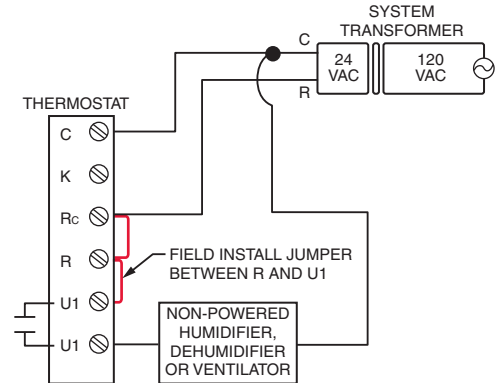 SYSTEM
TRANSFORMER
C
24
VAC
120
VAC
R
THERMOSTAT
C
K
RC
R
FIELD INSTALL JUMPER
BETWEEN R AND U1
U1
U1
NON-POWERED
HUMIDIFIER,
DEHUMIDIFIER
OR VENTILATOR